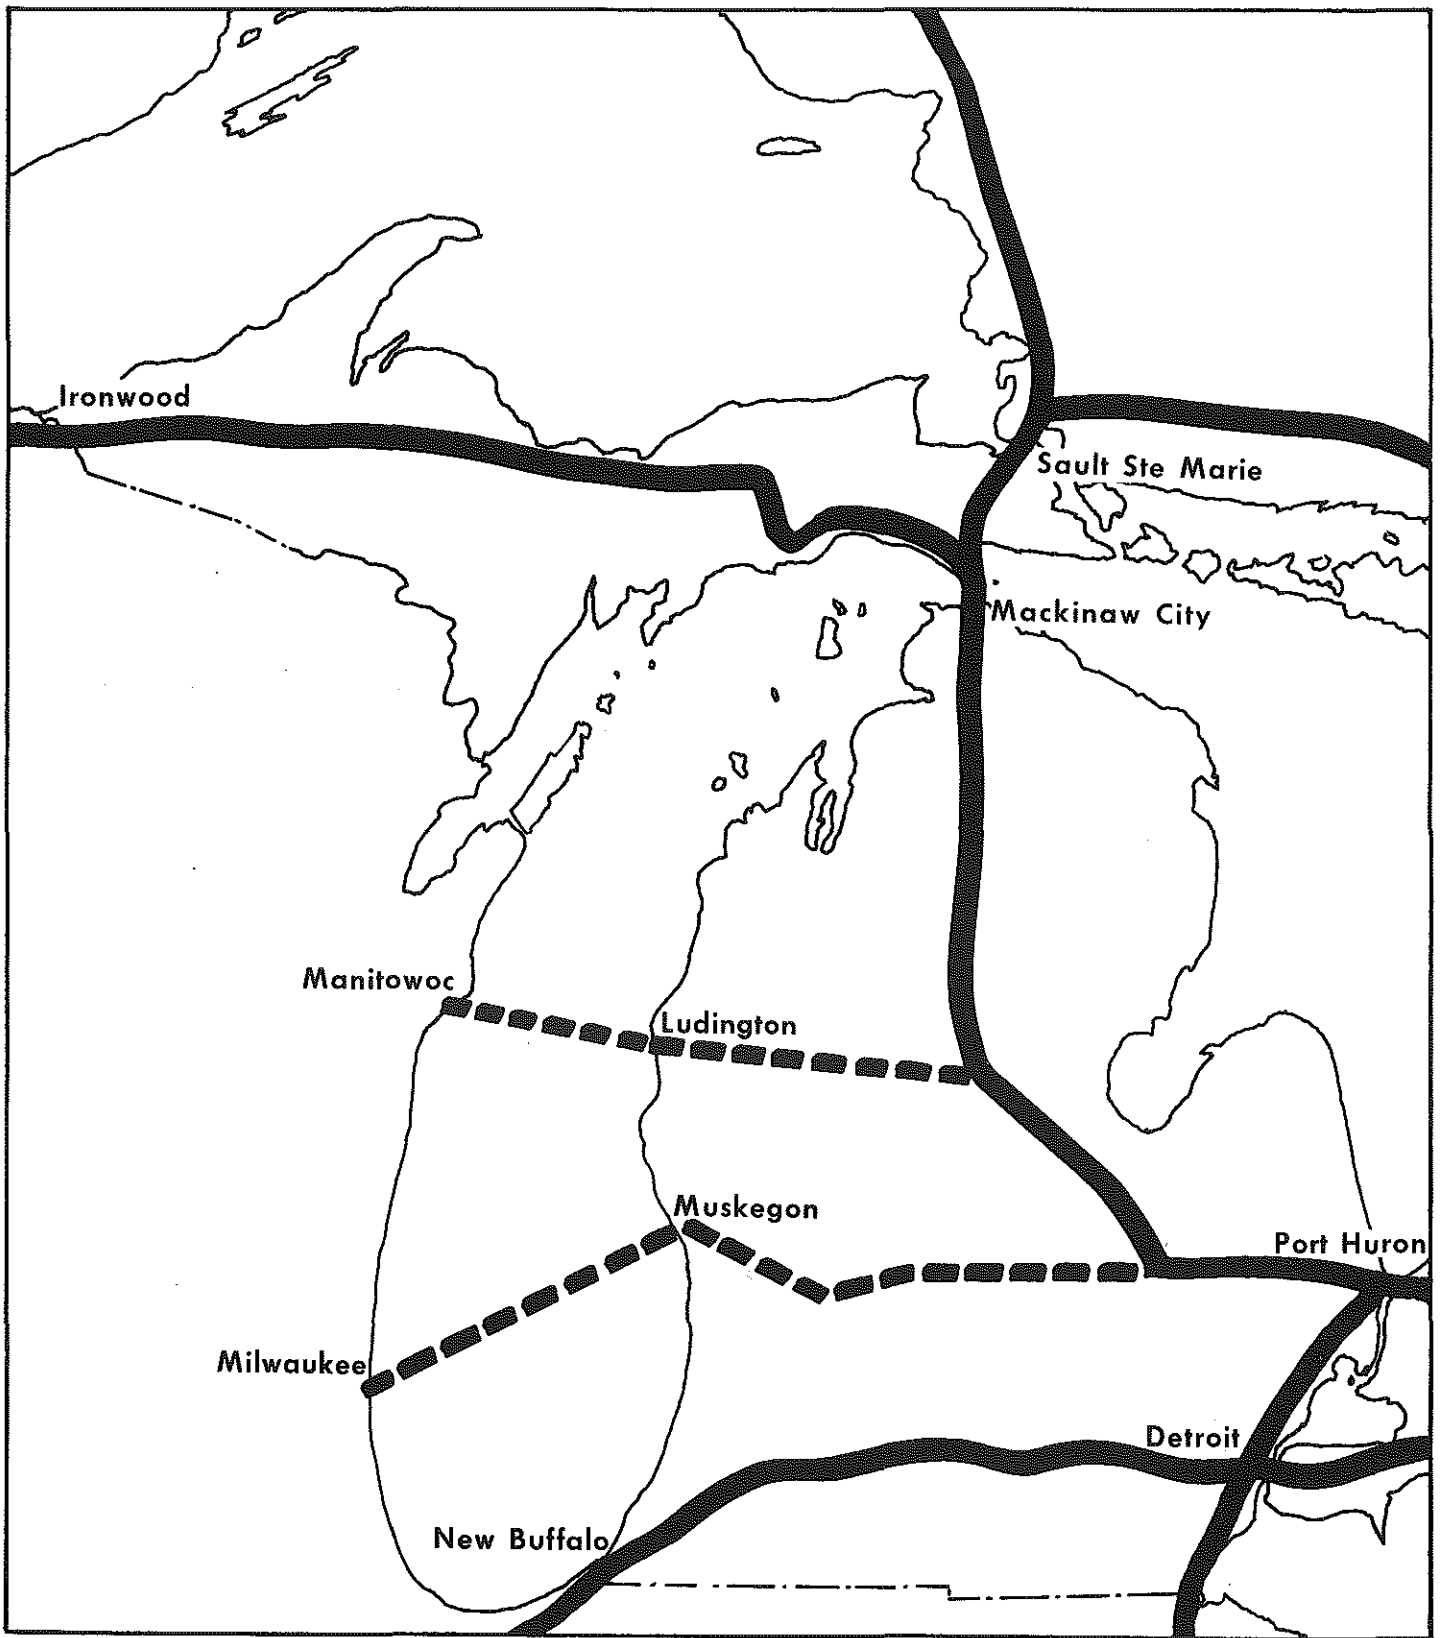 Ironwood
Sault Ste Marie
Mackinaw City
Manitowoc
Ludington
Muskegon
Port Huron
Milwaukee
Detroit
New Buffalo